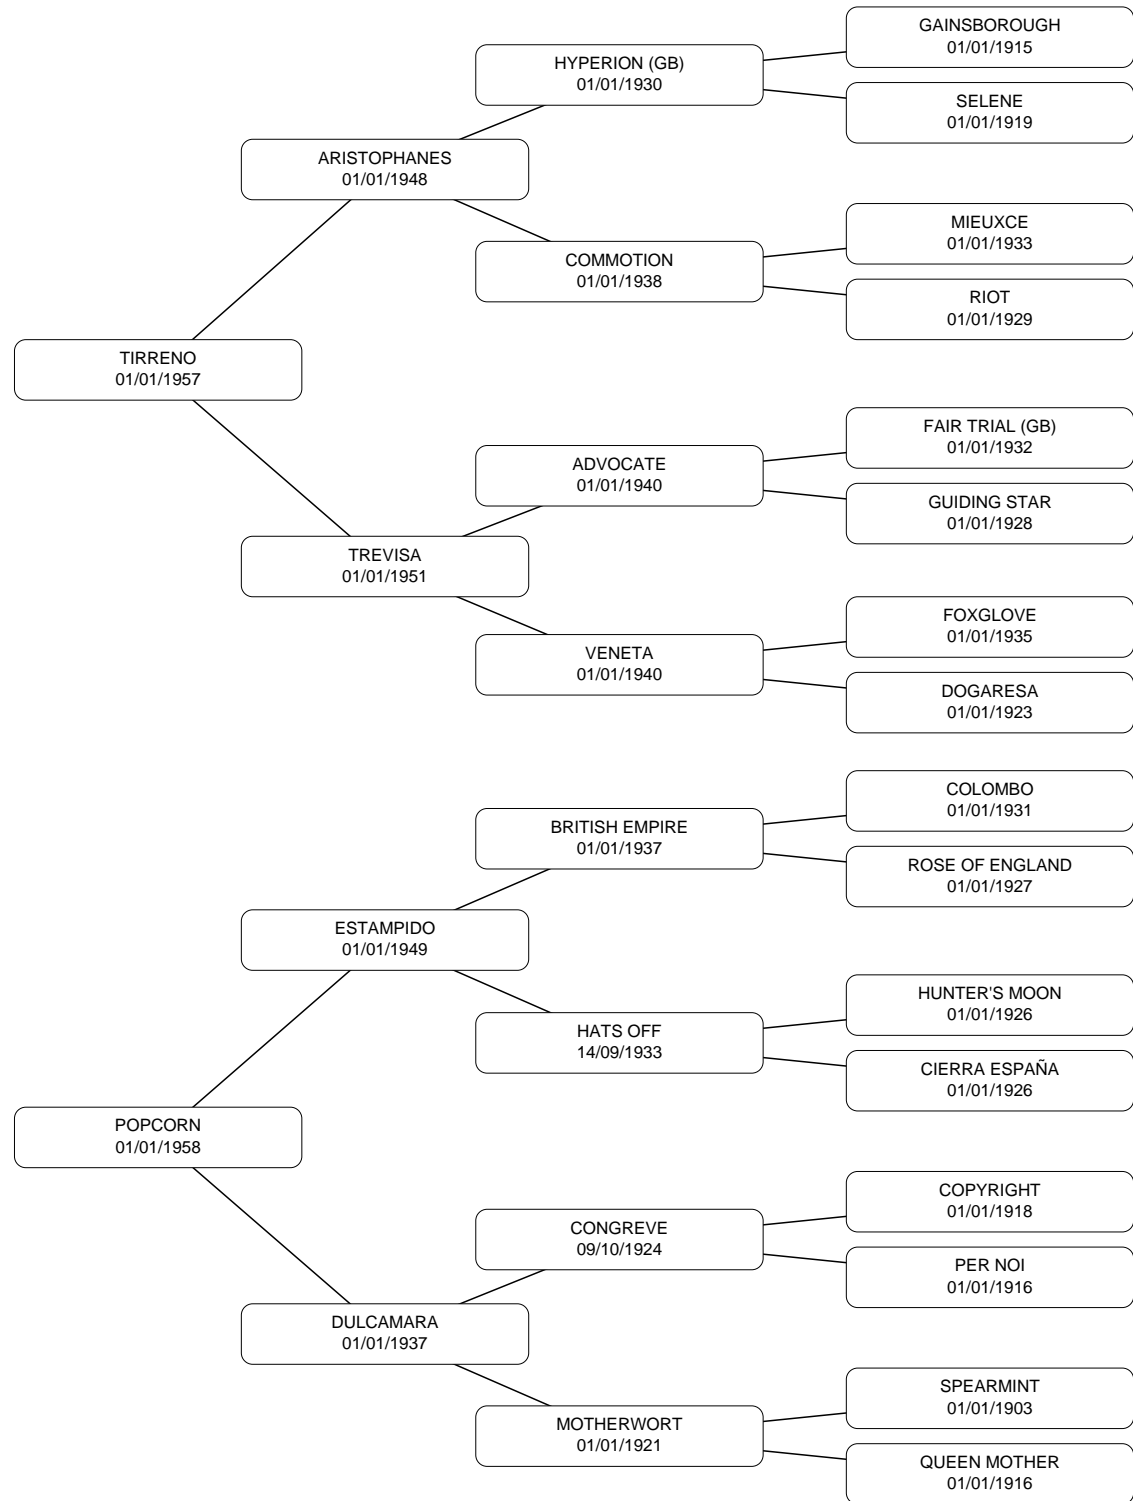 GAINSBOROUGH
01/01/1915
HYPERION (GB)
01/01/1930
SELENE
01/01/1919
ARISTOPHANES
01/01/1948
MIEUXCE
01/01/1933
COMMOTION
01/01/1938
RIOT
01/01/1929
TIRRENO
01/01/1957
FAIR TRIAL (GB)
01/01/1932
ADVOCATE
01/01/1940
GUIDING STAR
01/01/1928
TREVISA
01/01/1951
FOXGLOVE
01/01/1935
VENETA
01/01/1940
DOGARESA
01/01/1923
COLOMBO
01/01/1931
BRITISH EMPIRE
01/01/1937
ROSE OF ENGLAND
01/01/1927
ESTAMPIDO
01/01/1949
HUNTER'S MOON
01/01/1926
HATS OFF
14/09/1933
CIERRA ESPAÑA
01/01/1926
POPCORN
01/01/1958
COPYRIGHT
01/01/1918
CONGREVE
09/10/1924
PER NOI
01/01/1916
DULCAMARA
01/01/1937
SPEARMINT
01/01/1903
MOTHERWORT
01/01/1921
QUEEN MOTHER
01/01/1916